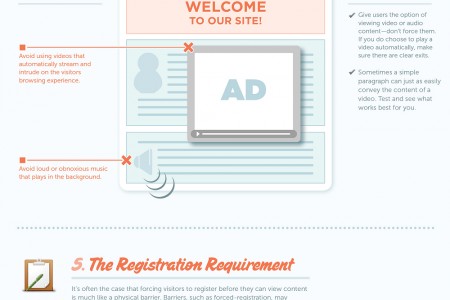 WELCOME
TO OUR SITE!
Give users the option of
viewing video or audio
content—don't force them.
If you do choose to play a
video automatically, make
sure there are clear exits.
Sometimes a simple
paragraph can just as easily
convey the content of a
video. Test and see what
works best for you.
Avoid using videos that
automatically stream and
intrude on the visitors
browsing experience.
AD
Avoid loud or obnoxious music
that plays in the background.
5. The Registration Requirement
It's often the case that forcing visitors to register before they can view content
is much like a physical barrier. Barriers, such as forced-registration, may